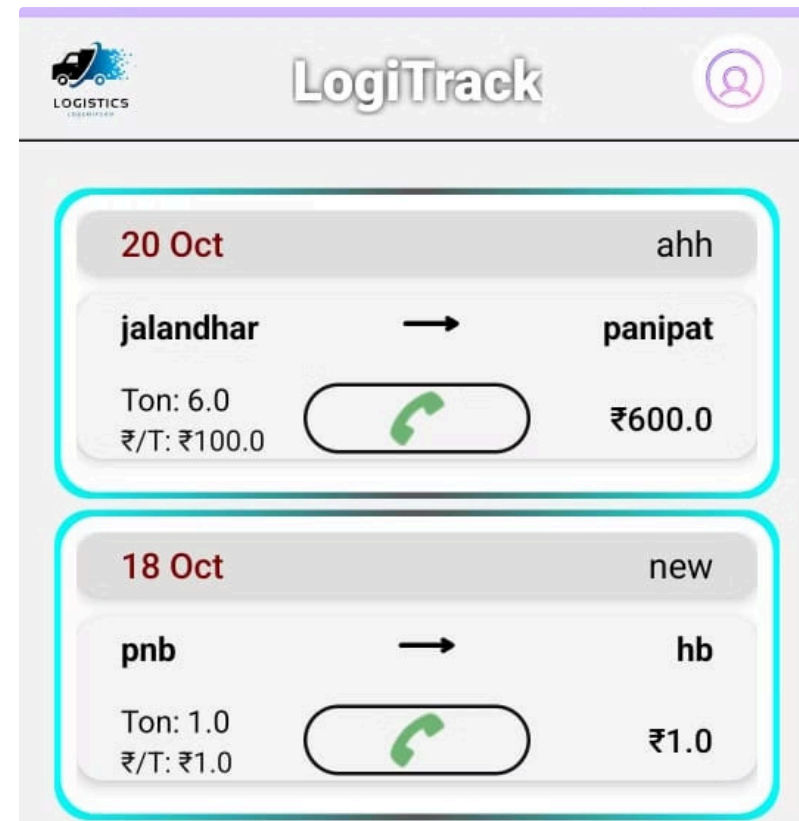 LOGISTICS
LogiTrack
20 Oct ahh
jalandhar → panipat
Ton: 6.0
₹/T: ₹100.0
₹600.0
18 Oct new
pnb → hb
Ton: 1.0
₹/T: ₹1.0
₹1.0